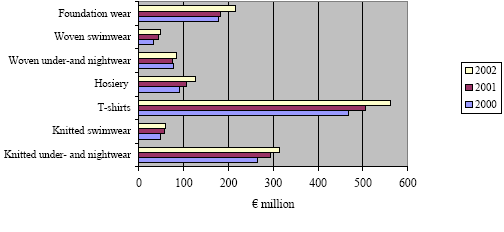 Foundation wear
Woven swimwear
Woven under-and nightwear
Hosiery
T-shirts
Knitted swimwear
Knitted under- and nightwear
0 100 200 300 400 500 600
€ million
2002
2001
2000